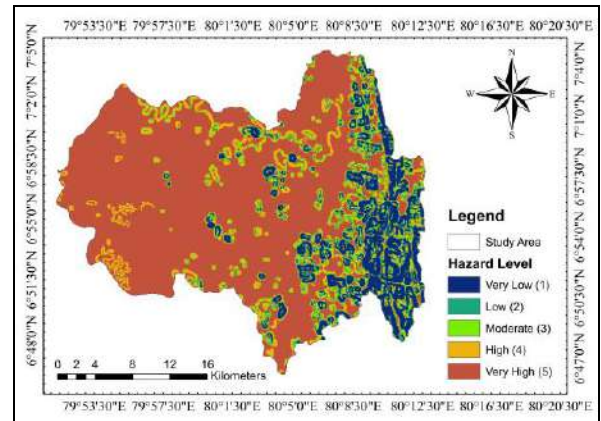 79°53'30"E 79°57'0"E 80°1'30"E 80°5'0"E 80°8'30"E 80°12'0"E 80°16'30"E 80°20'30"E
7°5'0"N
7°2'0"N
6°58'30"N
6°55'0"N
6°51'30"N
6°48'0"N
7°4'0"N
7°1'0"N
6°57'30"N
6°54'0"N
6°50'30"N
6°47'0"N
N
W E
S
Legend
Study Area
Hazard Level
Very Low (1)
Low (2)
Moderate (3)
High (4)
Very High (5)
0 2 4 8 12 16
Kilometers
79°53'30"E 79°57'30"E 80°1'30"E 80°5'0"E 80°8'30"E 80°12'30"E 80°16'30"E 80°20'30"E